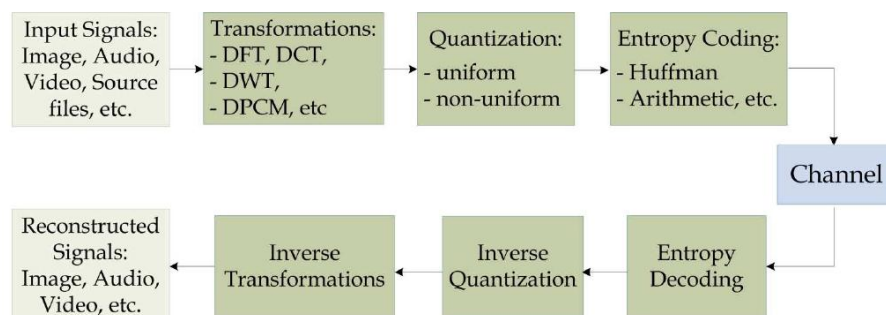 Input Signals:
Image, Audio,
Video, Source
files, etc.
Transformations:
- DFT, DCT,
- DWT,
- DPCM, etc
Quantization:
- uniform
- non-uniform
Entropy Coding:
- Huffman
- Arithmetic, etc.
Channel
Reconstructed
Signals:
Image, Audio,
Video, etc.
Inverse
Transformations
Inverse
Quantization
Entropy
Decoding